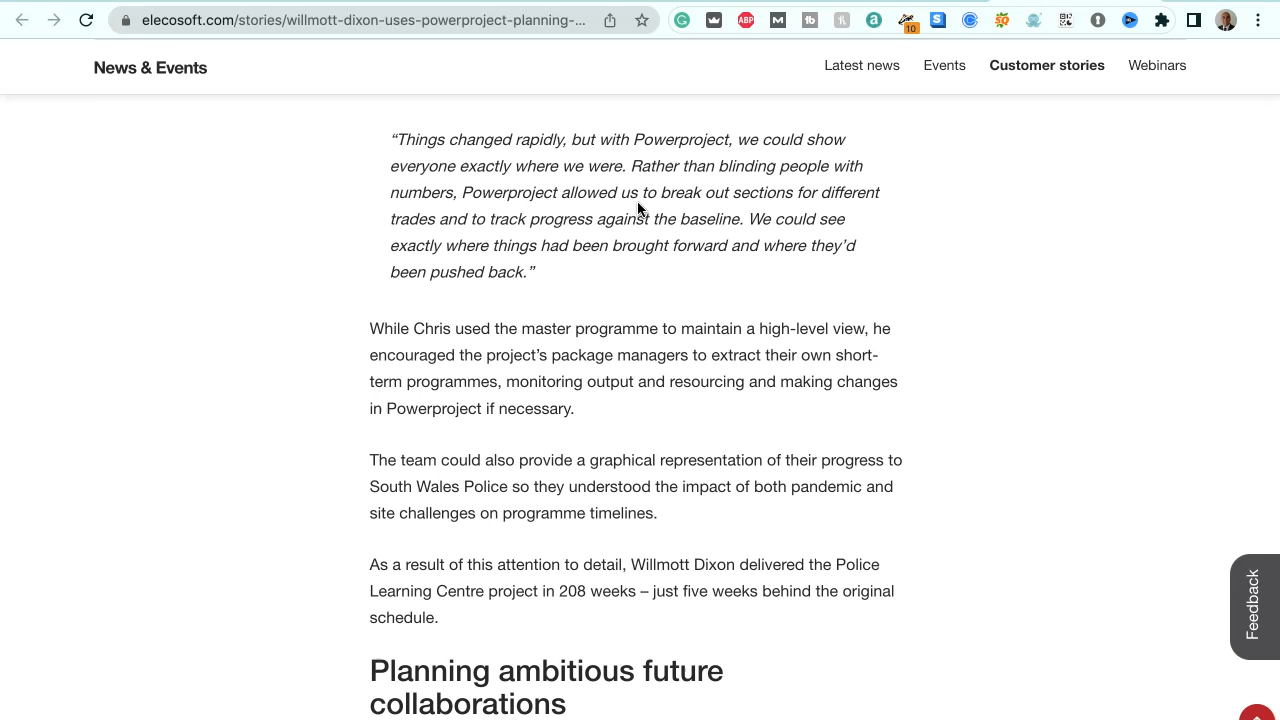 elecosoft.com/stories/willmott-dixon-uses-powerproject-planning-...
ABP
10
News & Events
Latest news
Events
Customer stories
Webinars
“Things changed rapidly, but with Powerproject, we could show
everyone exactly where we were. Rather than blinding people with
numbers, Powerproject allowed us to break out sections for different
trades and to track progress against the baseline. We could see
exactly where things had been brought forward and where they’d
been pushed back.”
While Chris used the master programme to maintain a high-level view, he
encouraged the project’s package managers to extract their own short-
term programmes, monitoring output and resourcing and making changes
in Powerproject if necessary.
The team could also provide a graphical representation of their progress to
South Wales Police so they understood the impact of both pandemic and
site challenges on programme timelines.
As a result of this attention to detail, Willmott Dixon delivered the Police
Learning Centre project in 208 weeks – just five weeks behind the original
schedule.
Feedback
Planning ambitious future
collaborations